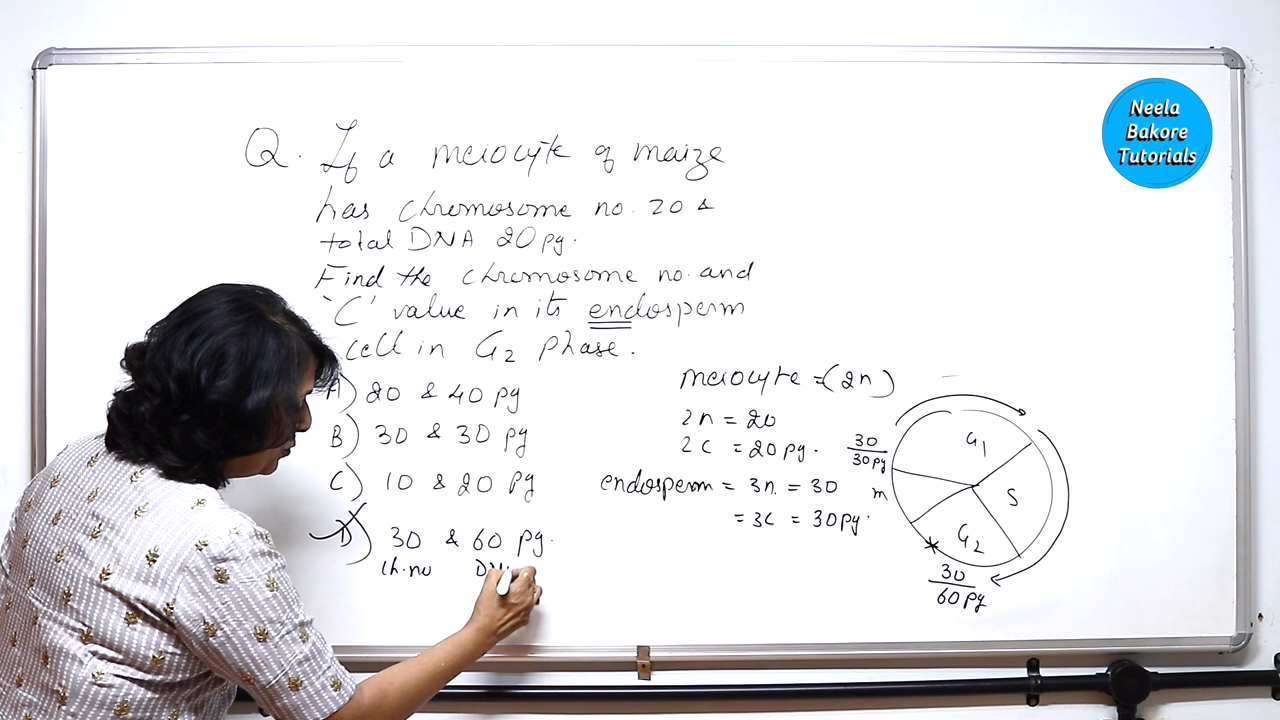 Neela
Bakore
Tutorials
Q. If a meiocyte of maize
has chromosome no. 20 &
total DNA 20pg.
Find the chromosome no. and
'C' value in its endosperm
cell in G2 phase.
A) 20 & 40 pg
B) 30 & 30 pg
C) 10 & 20 pg
D) 30 & 60 pg.
Ch.no DN
meiocyte = (2n)
2n = 20
2C = 20pg.
endosperm = 3n = 30
= 3C = 30pg.
30
30pg
G1
S
G2
m
30
60pg